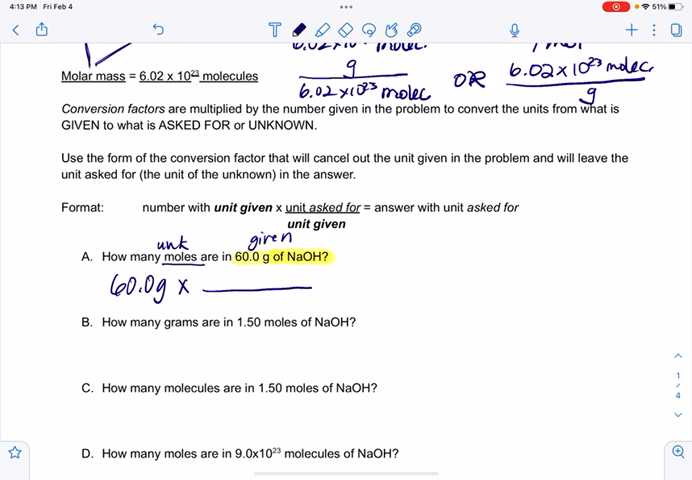 4:13 PM Fri Feb 4
51%
6.02x10 molec.
1 mol
g
6.02x10²³ molec
OR
6.02x10²³ molec.
g
Molar mass = 6.02 x 10²³ molecules
Conversion factors are multiplied by the number given in the problem to convert the units from what is
GIVEN to what is ASKED FOR or UNKNOWN.
Use the form of the conversion factor that will cancel out the unit given in the problem and will leave the
unit asked for (the unit of the unknown) in the answer.
Format: number with unit given x unit asked for = answer with unit asked for
unit given
unk given
A. How many moles are in 60.0 g of NaOH?
60.0g x
B. How many grams are in 1.50 moles of NaOH?
C. How many molecules are in 1.50 moles of NaOH?
D. How many moles are in 9.0x10²³ molecules of NaOH?
1
/
4